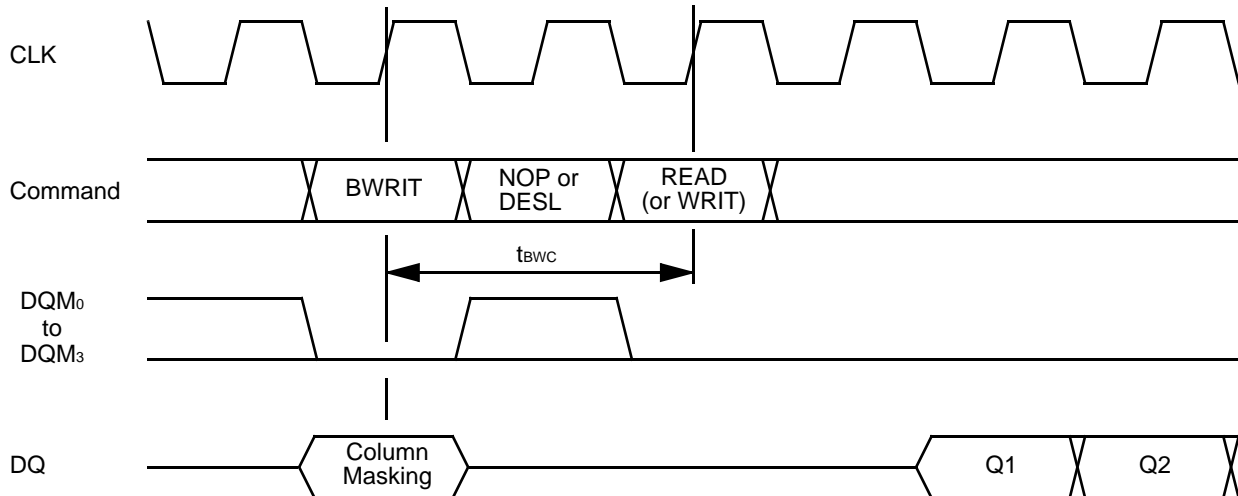 CLK
Command
BWRIT
NOP or
DESL
READ
(or WRIT)
tBWC
DQM0
to
DQM3
DQ
Column
Masking
Q1
Q2